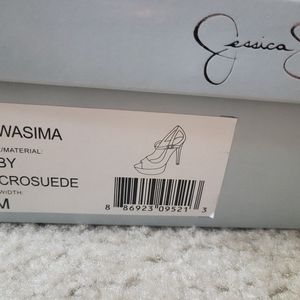 Jessica S
WASIMA
/MATERIAL:
BY
CROSUEDE
WIDTH:
M
8 86923 09521 3